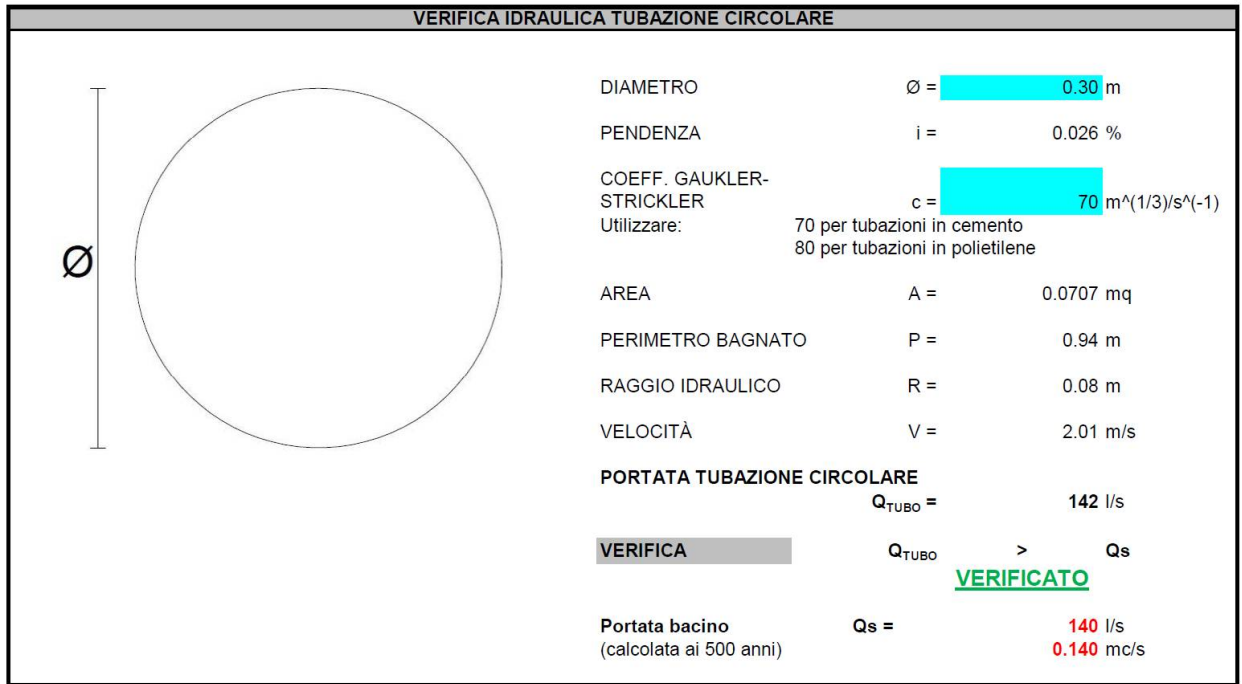 VERIFICA IDRAULICA TUBAZIONE CIRCOLARE
Ø
DIAMETRO Ø = 0.30 m
PENDENZA i = 0.026 %
COEFF. GAUKLER-
STRICKLER c = 70 m^(1/3)/s^(-1)
Utilizzare: 70 per tubazioni in cemento
80 per tubazioni in polietilene
AREA A = 0.0707 mq
PERIMETRO BAGNATO P = 0.94 m
RAGGIO IDRAULICO R = 0.08 m
VELOCITÀ V = 2.01 m/s
PORTATA TUBAZIONE CIRCOLARE
QTUBO = 142 l/s
VERIFICA QTUBO > Qs
VERIFICATO
Portata bacino Qs = 140 l/s
(calcolata ai 500 anni) 0.140 mc/s